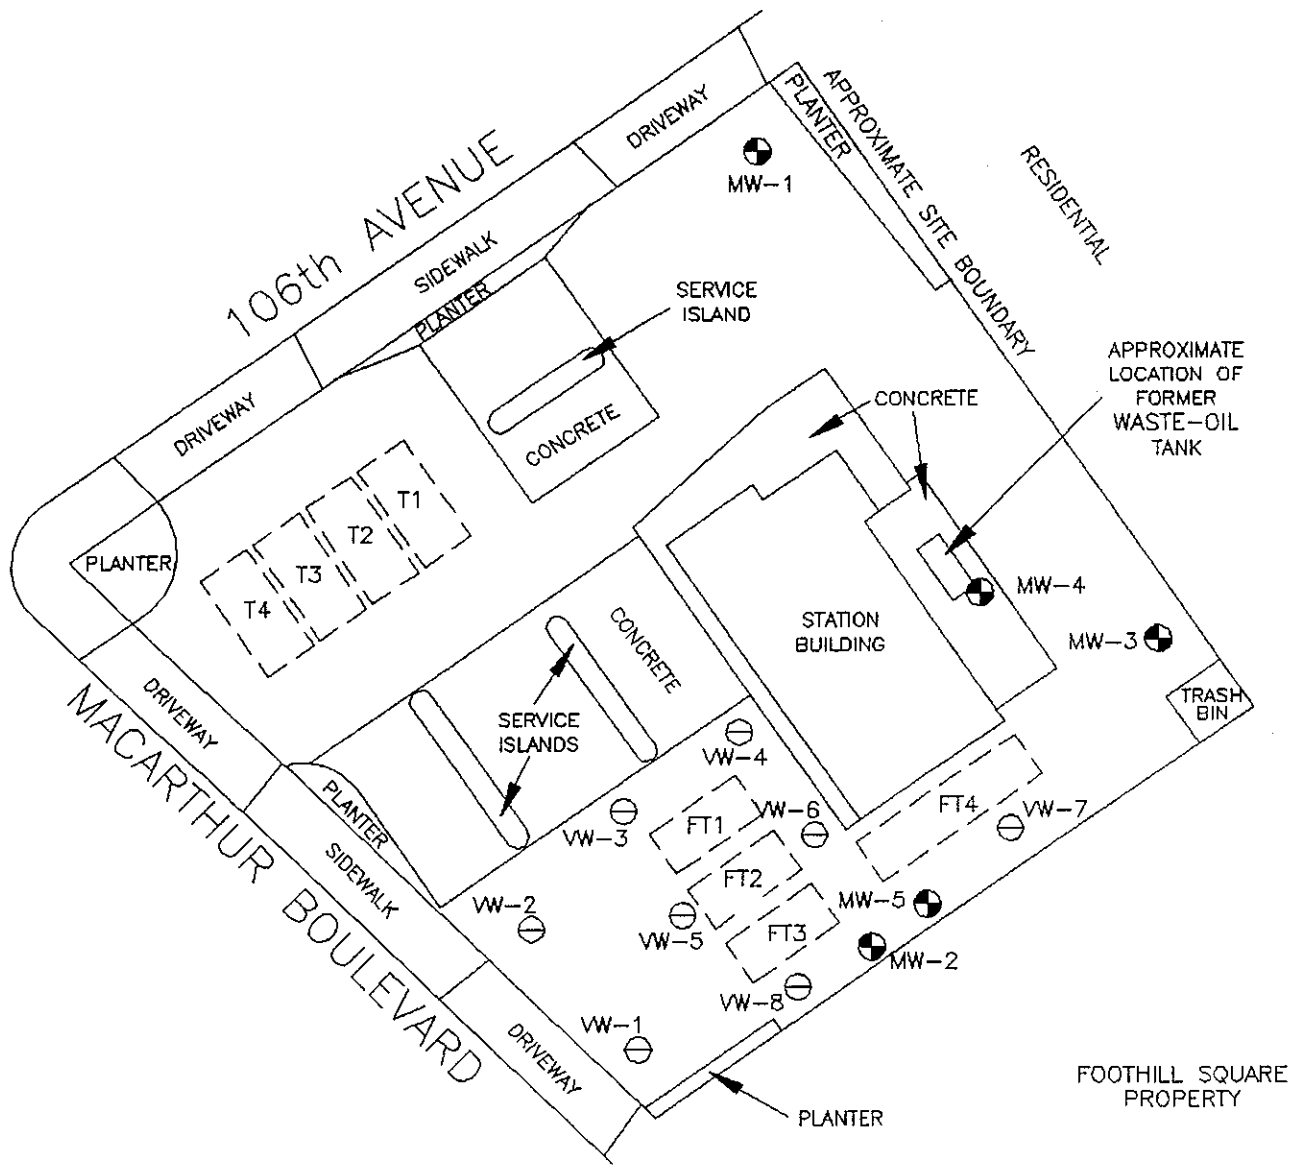 DRIVEWAY
PLANTER
APPROXIMATE SITE BOUNDARY
RESIDENTIAL
MW-1
106th AVENUE
SIDEWALK
PLANTER
SERVICE
ISLAND
CONCRETE
DRIVEWAY
APPROXIMATE
LOCATION OF
FORMER
WASTE-OIL
TANK
CONCRETE
T1
T2
T3
T4
PLANTER
MW-4
MW-3
STATION
BUILDING
CONCRETE
TRASH
BIN
DRIVEWAY
SERVICE
ISLANDS
MACARTHUR BOULEVARD
PLANTER
SIDEWALK
VW-4
VW-3
FT1
VW-6
FT4
VW-7
FT2
VW-2
VW-5
FT3
MW-5
MW-2
VW-8
VW-1
DRIVEWAY
PLANTER
FOOTHILL SQUARE
PROPERTY